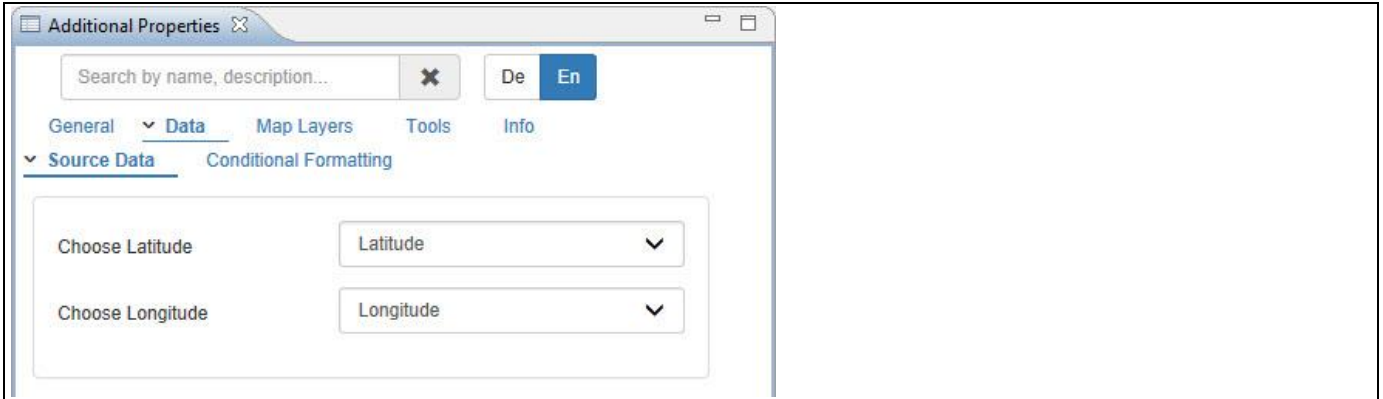 Additional Properties
Search by name, description... De En
General Data Map Layers Tools Info
Source Data Conditional Formatting
Choose Latitude Latitude
Choose Longitude Longitude